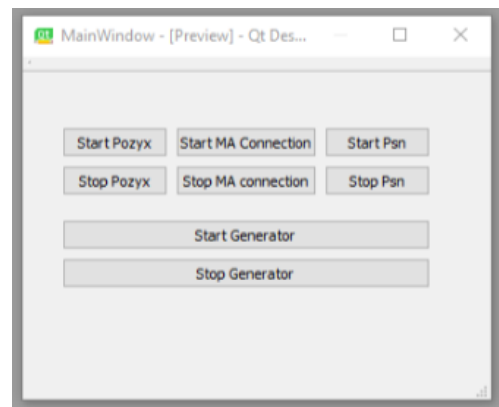 MainWindow - [Preview] - Qt Des...
Start Pozyx Start MA Connection Start Psn
Stop Pozyx Stop MA connection Stop Psn
Start Generator
Stop Generator